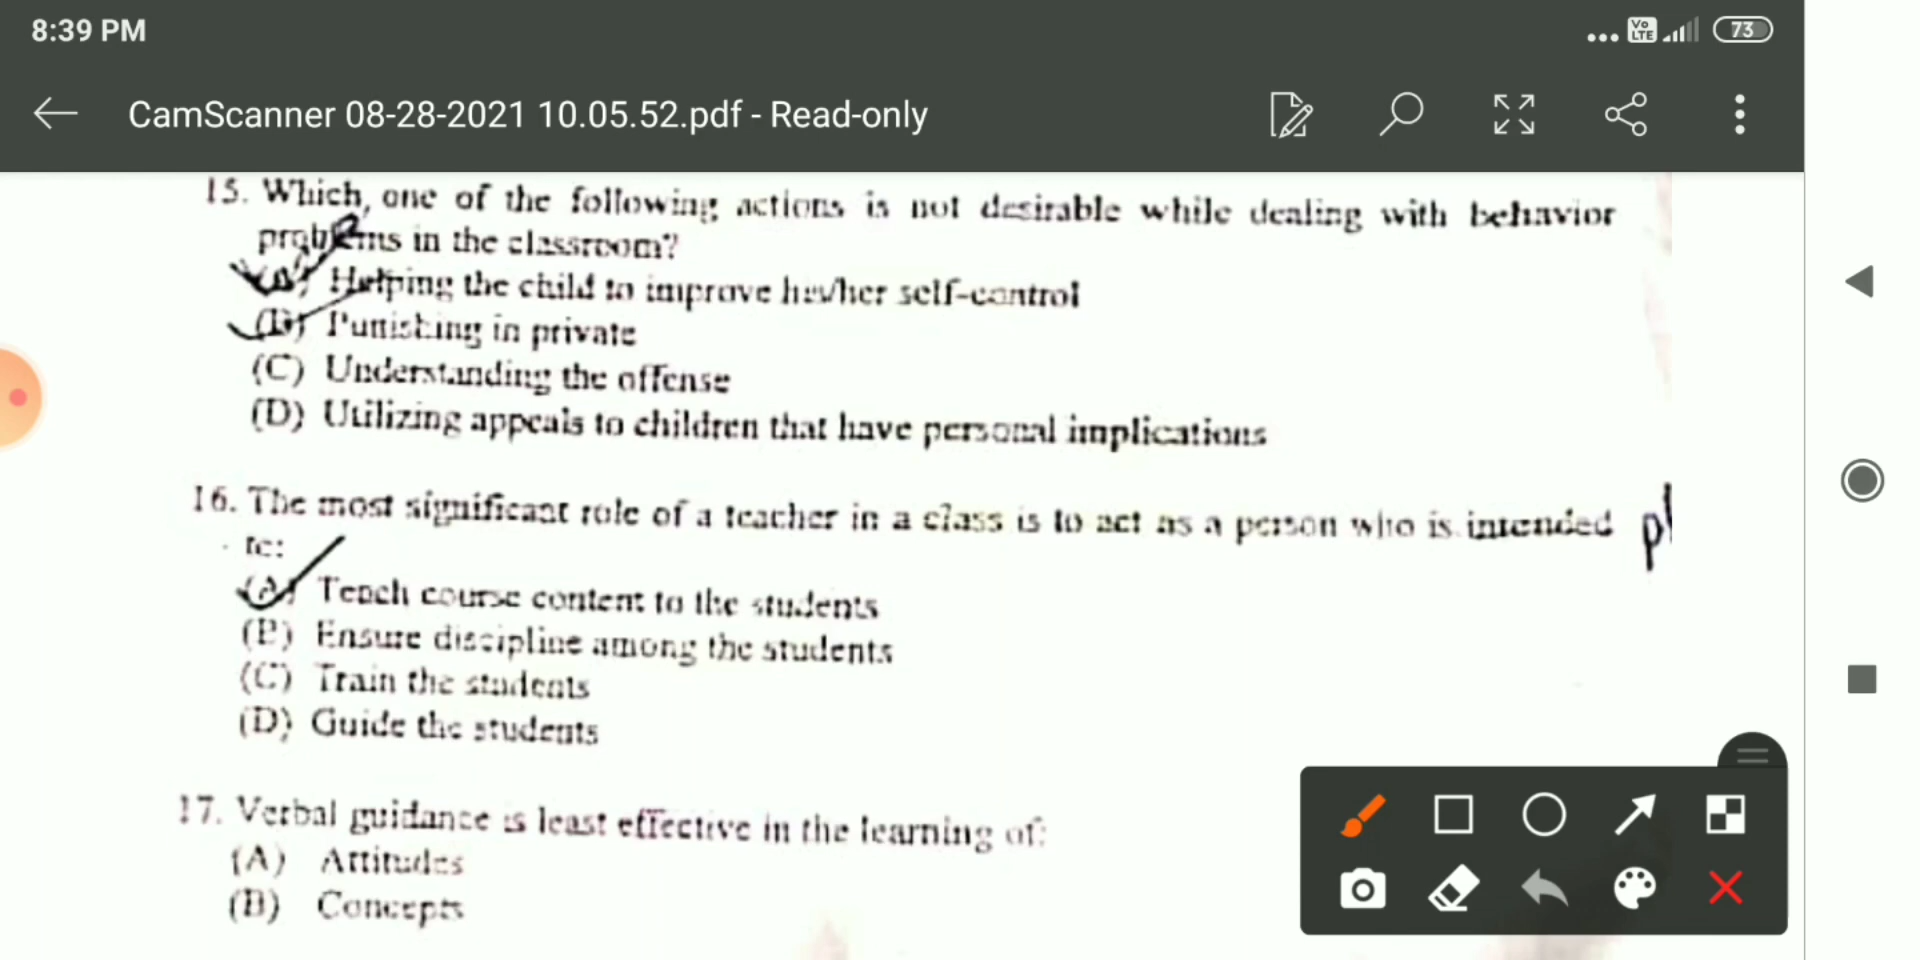 8:39 PM
Vo LTE
73
CamScanner 08-28-2021 10.05.52.pdf - Read-only
15. Which, one of the following actions is not desirable while dealing with behavior
problems in the classroom?
(A) Helping the child to improve his/her self-control
(B) Punishing in private
(C) Understanding the offense
(D) Utilizing appeals to children that have personal implications
16. The most significant role of a teacher in a class is to act as a person who is intended
to:
(A) Teach course content to the students
(B) Ensure discipline among the students
(C) Train the students
(D) Guide the students
17. Verbal guidance is least effective in the learning of:
(A) Attitudes
(B) Concepts